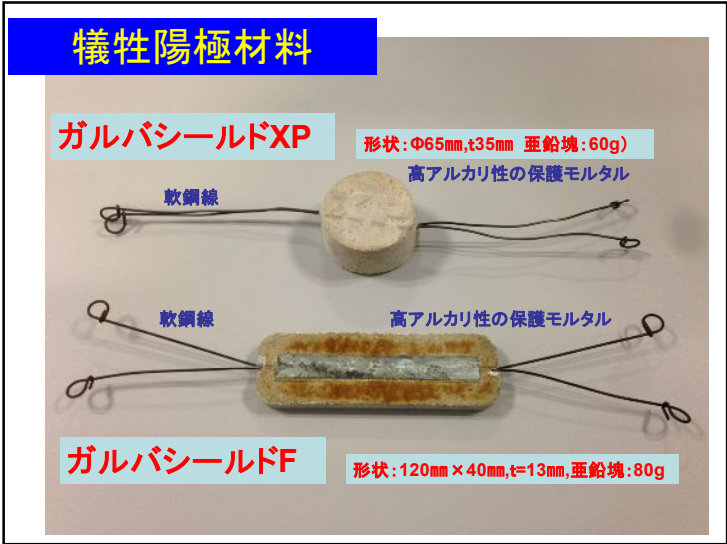 犠牲陽極材料
ガルバシールドXP
形状：Φ65㎜,t35㎜ 亜鉛塊：60g）
高アルカリ性の保護モルタル
軟鋼線
軟鋼線
高アルカリ性の保護モルタル
ガルバシールドF
形状：120㎜×40㎜,t=13㎜,亜鉛塊：80g